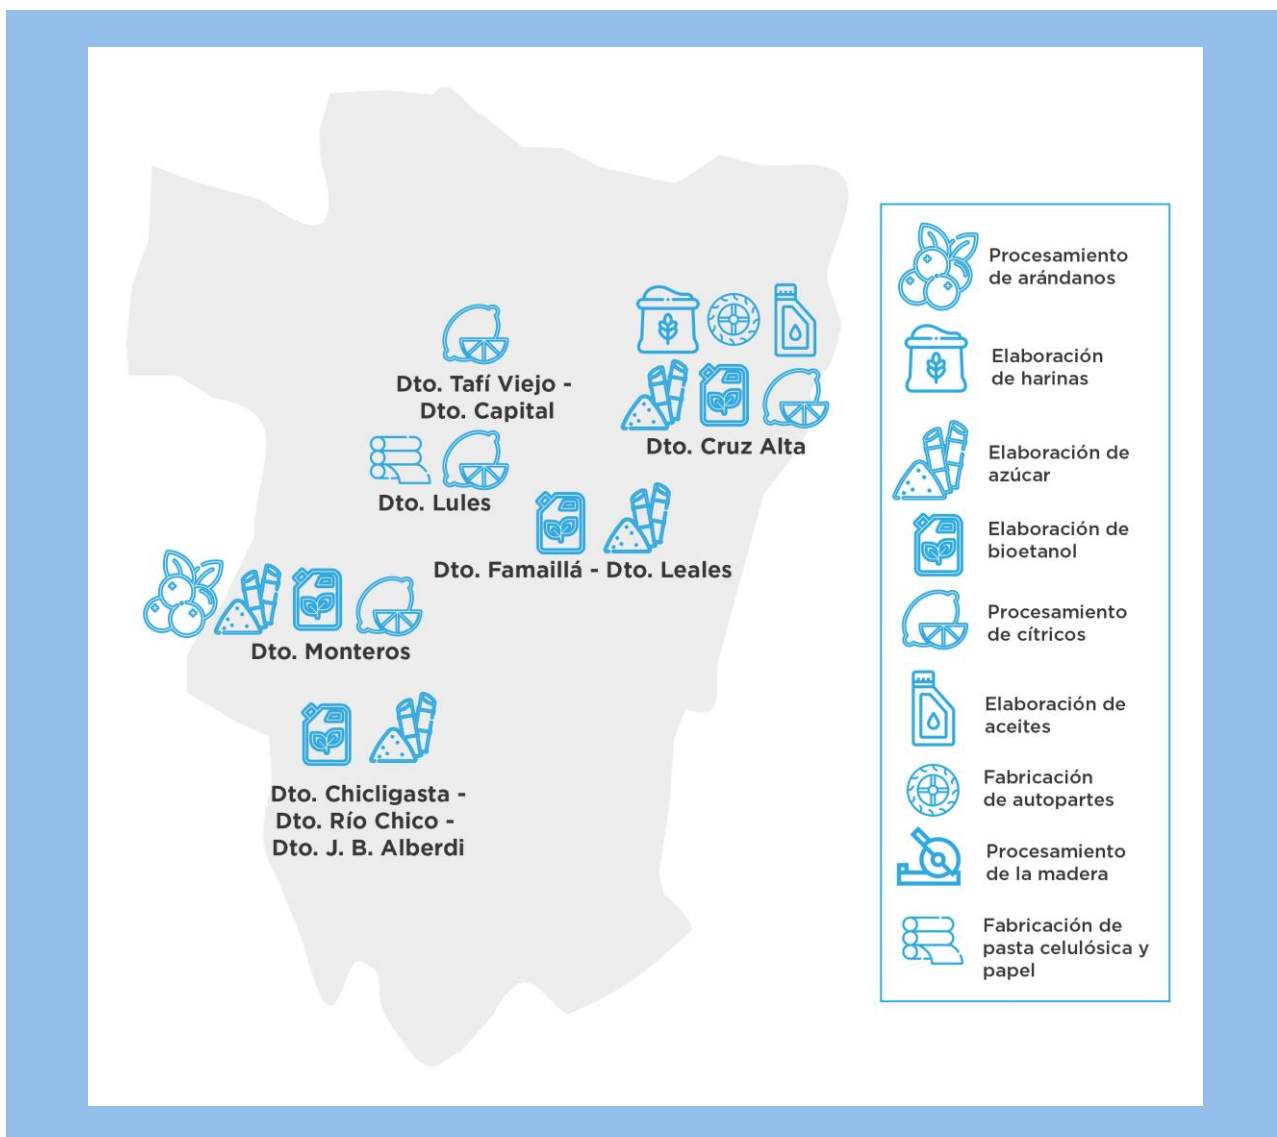 Dto. Tafí Viejo -
Dto. Capital
Dto. Cruz Alta
Dto. Lules
Dto. Famaillá - Dto. Leales
Dto. Monteros
Dto. Chicligasta -
Dto. Río Chico -
Dto. J. B. Alberdi
Procesamiento
de arándanos
Elaboración
de harinas
Elaboración de
azúcar
Elaboración de
bioetanol
Procesamiento
de cítricos
Elaboración de
aceites
Fabricación
de autopartes
Procesamiento
de la madera
Fabricación de
pasta celulósica y
papel